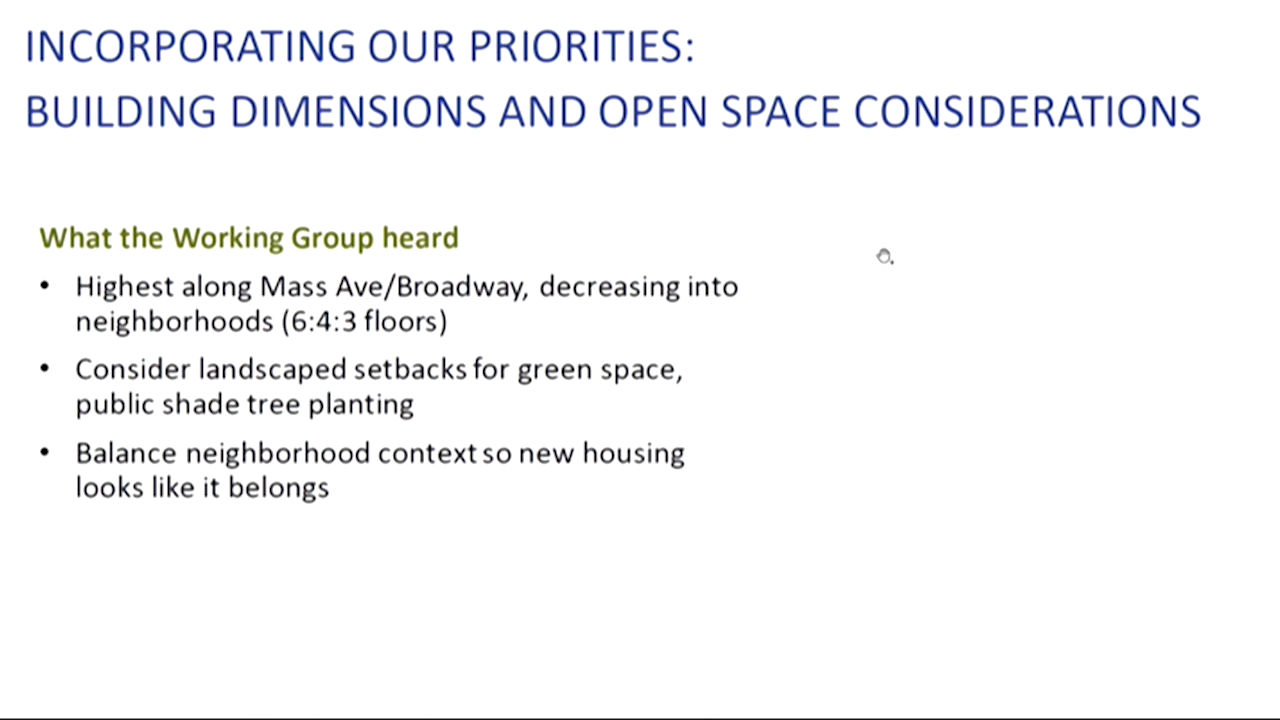 INCORPORATING OUR PRIORITIES:
BUILDING DIMENSIONS AND OPEN SPACE CONSIDERATIONS
What the Working Group heard
• Highest along Mass Ave/Broadway, decreasing into
neighborhoods (6:4:3 floors)
• Consider landscaped setbacks for green space,
public shade tree planting
• Balance neighborhood context so new housing
looks like it belongs